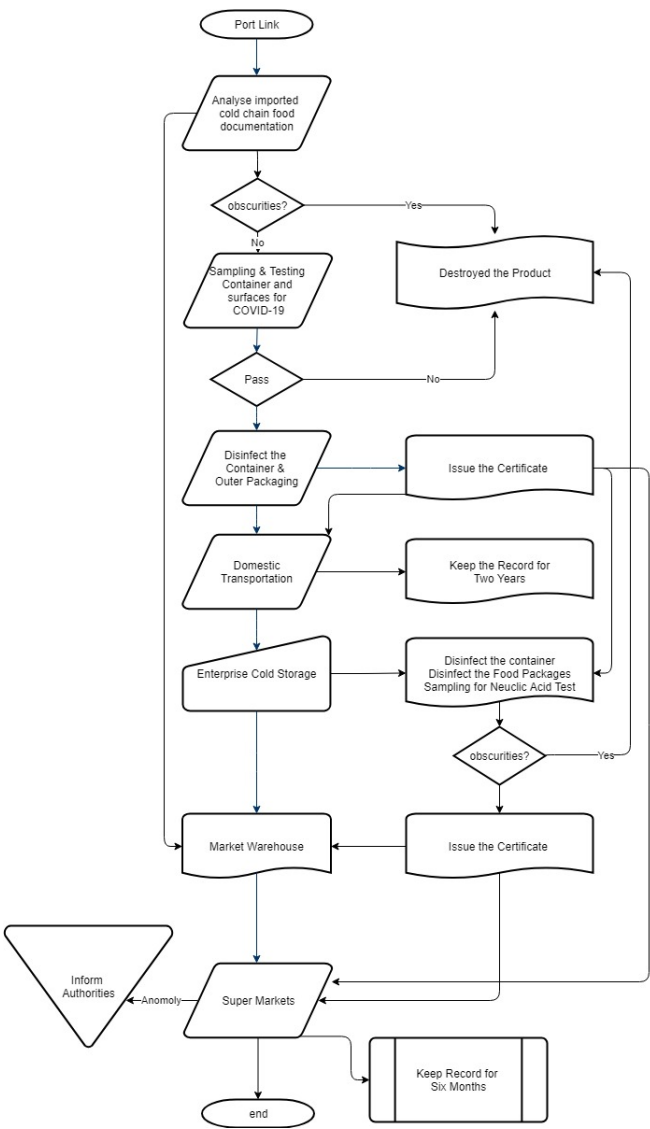 Port Link
Analyse imported
cold chain food
documentation
obscurities?
Yes
No
Sampling & Testing
Container and
surfaces for
COVID-19
Destroyed the Product
Pass
No
Disinfect the
Container &
Outer Packaging
Issue the Certificate
Domestic
Transportation
Keep the Record for
Two Years
Enterprise Cold Storage
Disinfect the container
Disinfect the Food Packages
Sampling for Neuclic Acid Test
obscurities?
Yes
Market Warehouse
Issue the Certificate
Inform
Authorities
Anomoly
Super Markets
Keep Record for
Six Months
end